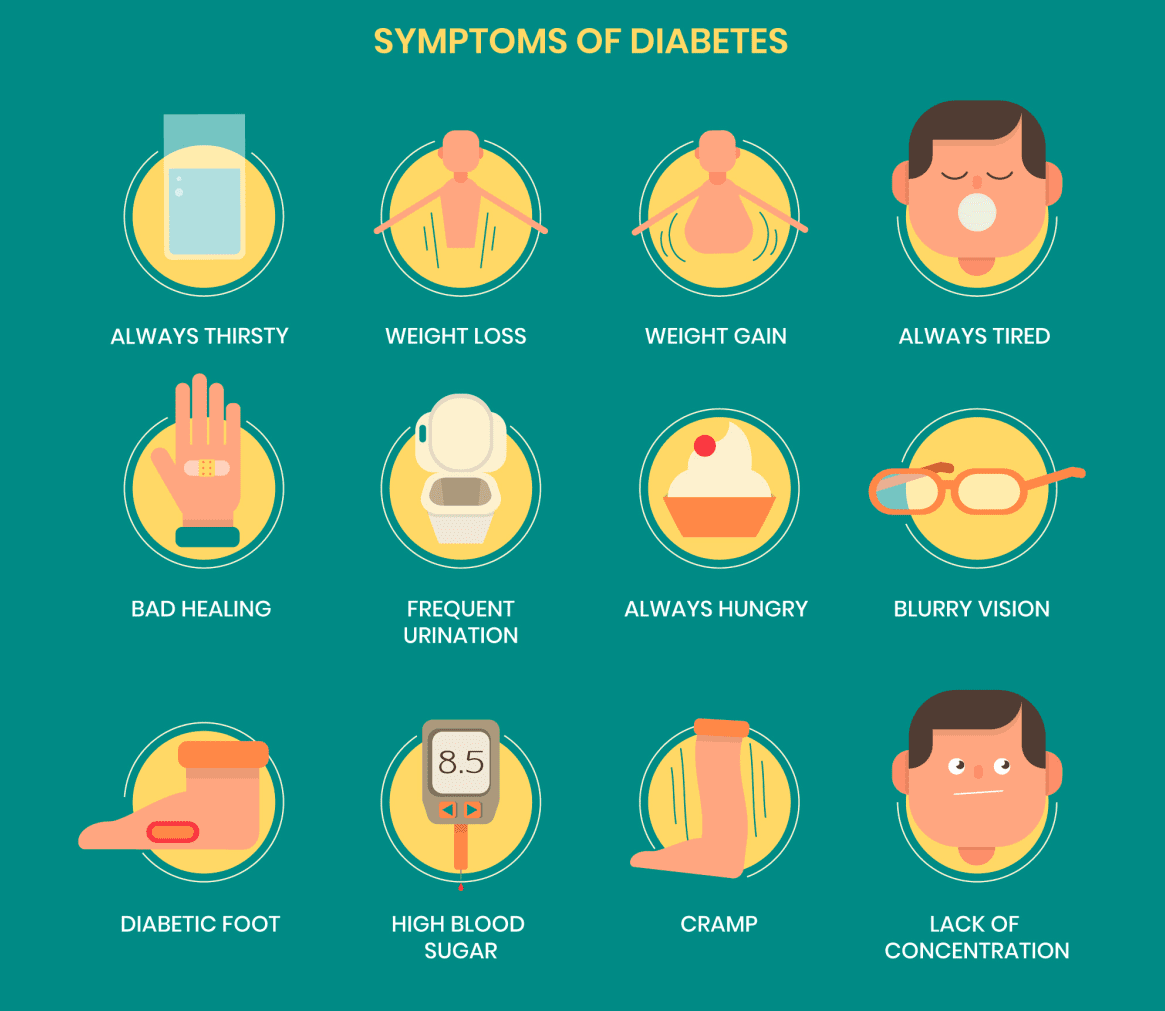 SYMPTOMS OF DIABETES
ALWAYS THIRSTY
WEIGHT LOSS
WEIGHT GAIN
ALWAYS TIRED
BAD HEALING
FREQUENT
URINATION
ALWAYS HUNGRY
BLURRY VISION
8.5
DIABETIC FOOT
HIGH BLOOD
SUGAR
CRAMP
LACK OF
CONCENTRATION